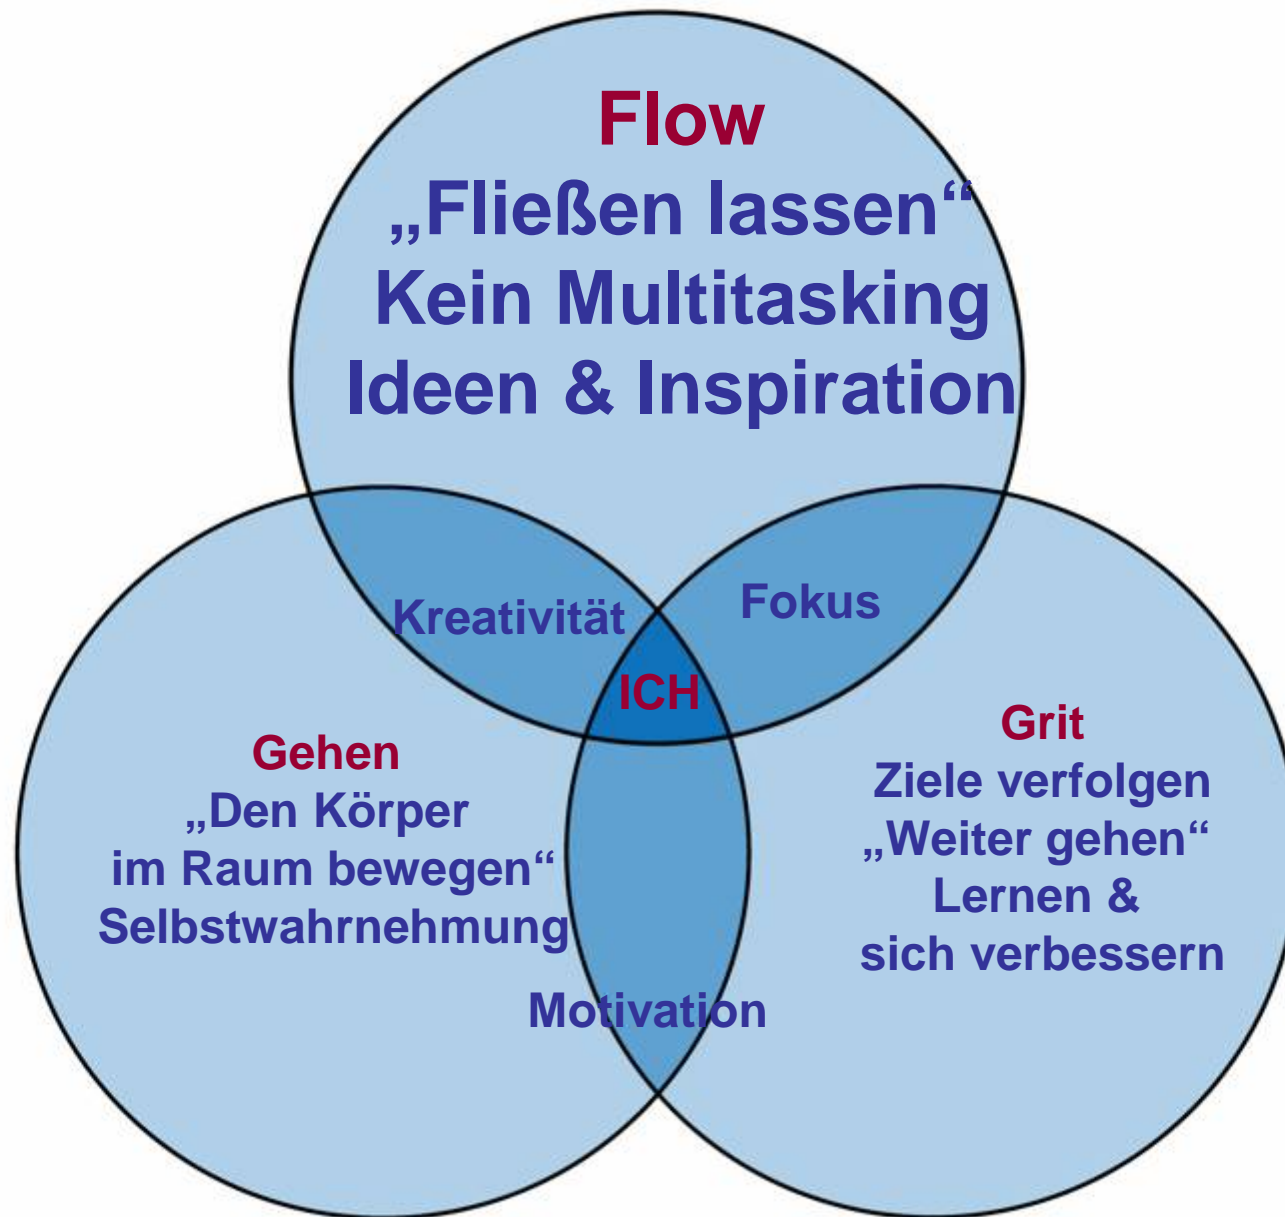 Flow
„Fließen lassen“
Kein Multitasking
Ideen & Inspiration
Kreativität
Fokus
ICH
Gehen
„Den Körper
im Raum bewegen“
Selbstwahrnehmung
Grit
Ziele verfolgen
„Weiter gehen“
Lernen &
sich verbessern
Motivation